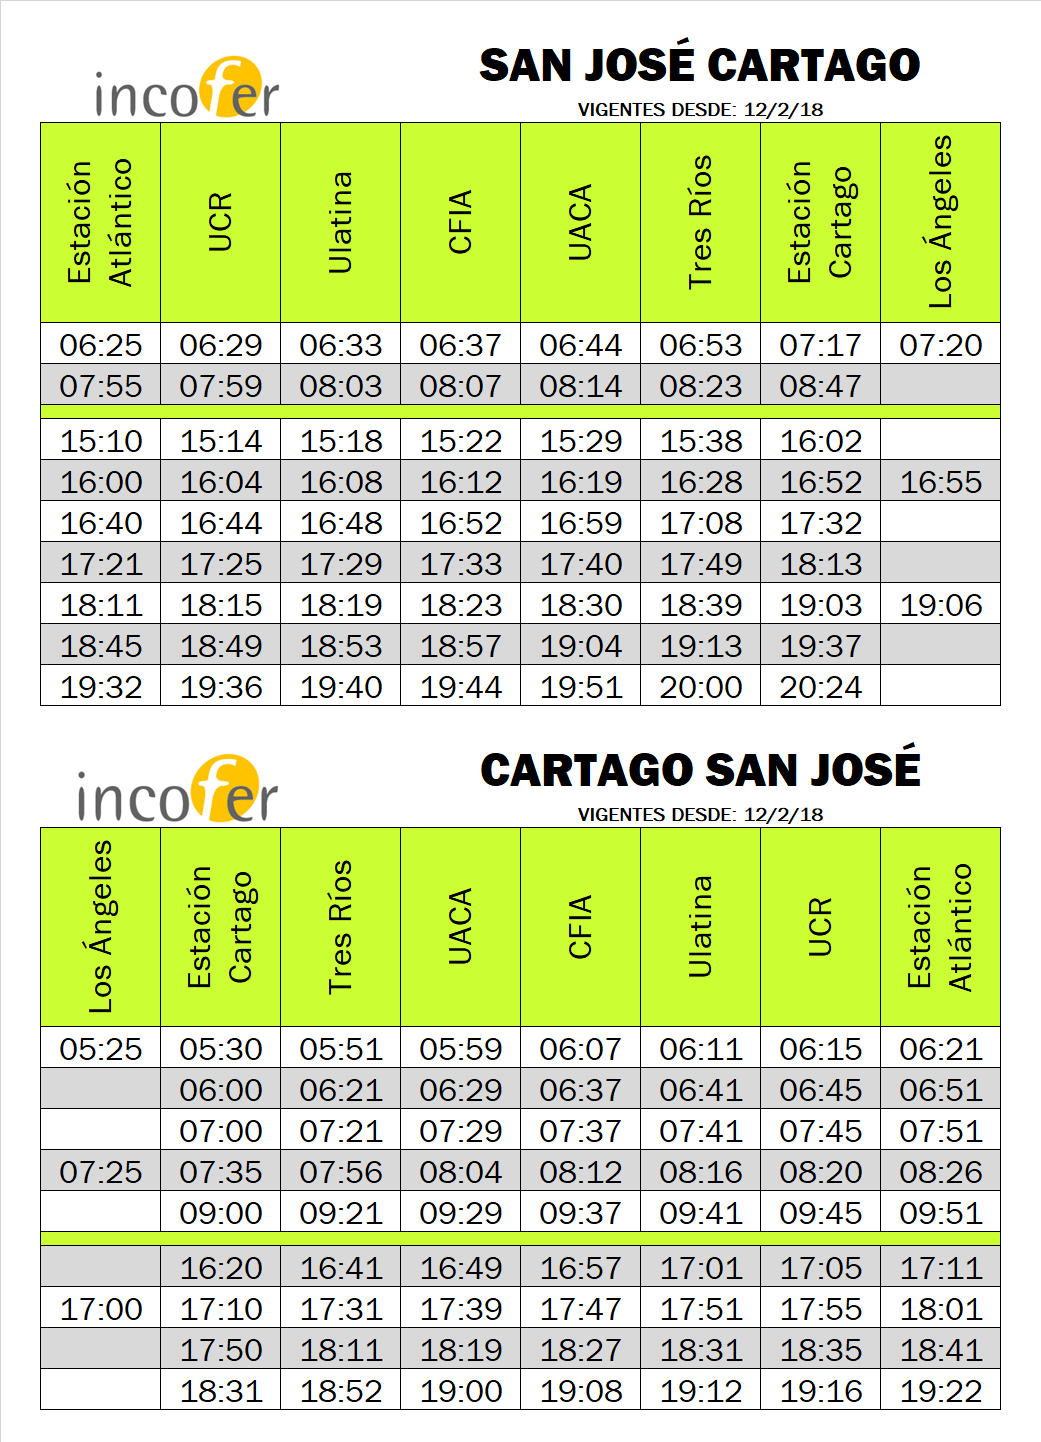 incofer
SAN JOSÉ CARTAGO
VIGENTES DESDE: 12/2/18
Estación Atlántico UCR Ulatina CFIA UACA Tres Ríos Estación Cartago Los Ángeles
06:25 06:29 06:33 06:37 06:44 06:53 07:17 07:20
07:55 07:59 08:03 08:07 08:14 08:23 08:47
15:10 15:14 15:18 15:22 15:29 15:38 16:02
16:00 16:04 16:08 16:12 16:19 16:28 16:52 16:55
16:40 16:44 16:48 16:52 16:59 17:08 17:32
17:21 17:25 17:29 17:33 17:40 17:49 18:13
18:11 18:15 18:19 18:23 18:30 18:39 19:03 19:06
18:45 18:49 18:53 18:57 19:04 19:13 19:37
19:32 19:36 19:40 19:44 19:51 20:00 20:24
incofer
CARTAGO SAN JOSÉ
VIGENTES DESDE: 12/2/18
Los Ángeles Estación Cartago Tres Ríos UACA CFIA Ulatina UCR Estación Atlántico
05:25 05:30 05:51 05:59 06:07 06:11 06:15 06:21
06:00 06:21 06:29 06:37 06:41 06:45 06:51
07:00 07:21 07:29 07:37 07:41 07:45 07:51
07:25 07:35 07:56 08:04 08:12 08:16 08:20 08:26
09:00 09:21 09:29 09:37 09:41 09:45 09:51
16:20 16:41 16:49 16:57 17:01 17:05 17:11
17:00 17:10 17:31 17:39 17:47 17:51 17:55 18:01
17:50 18:11 18:19 18:27 18:31 18:35 18:41
18:31 18:52 19:00 19:08 19:12 19:16 19:22